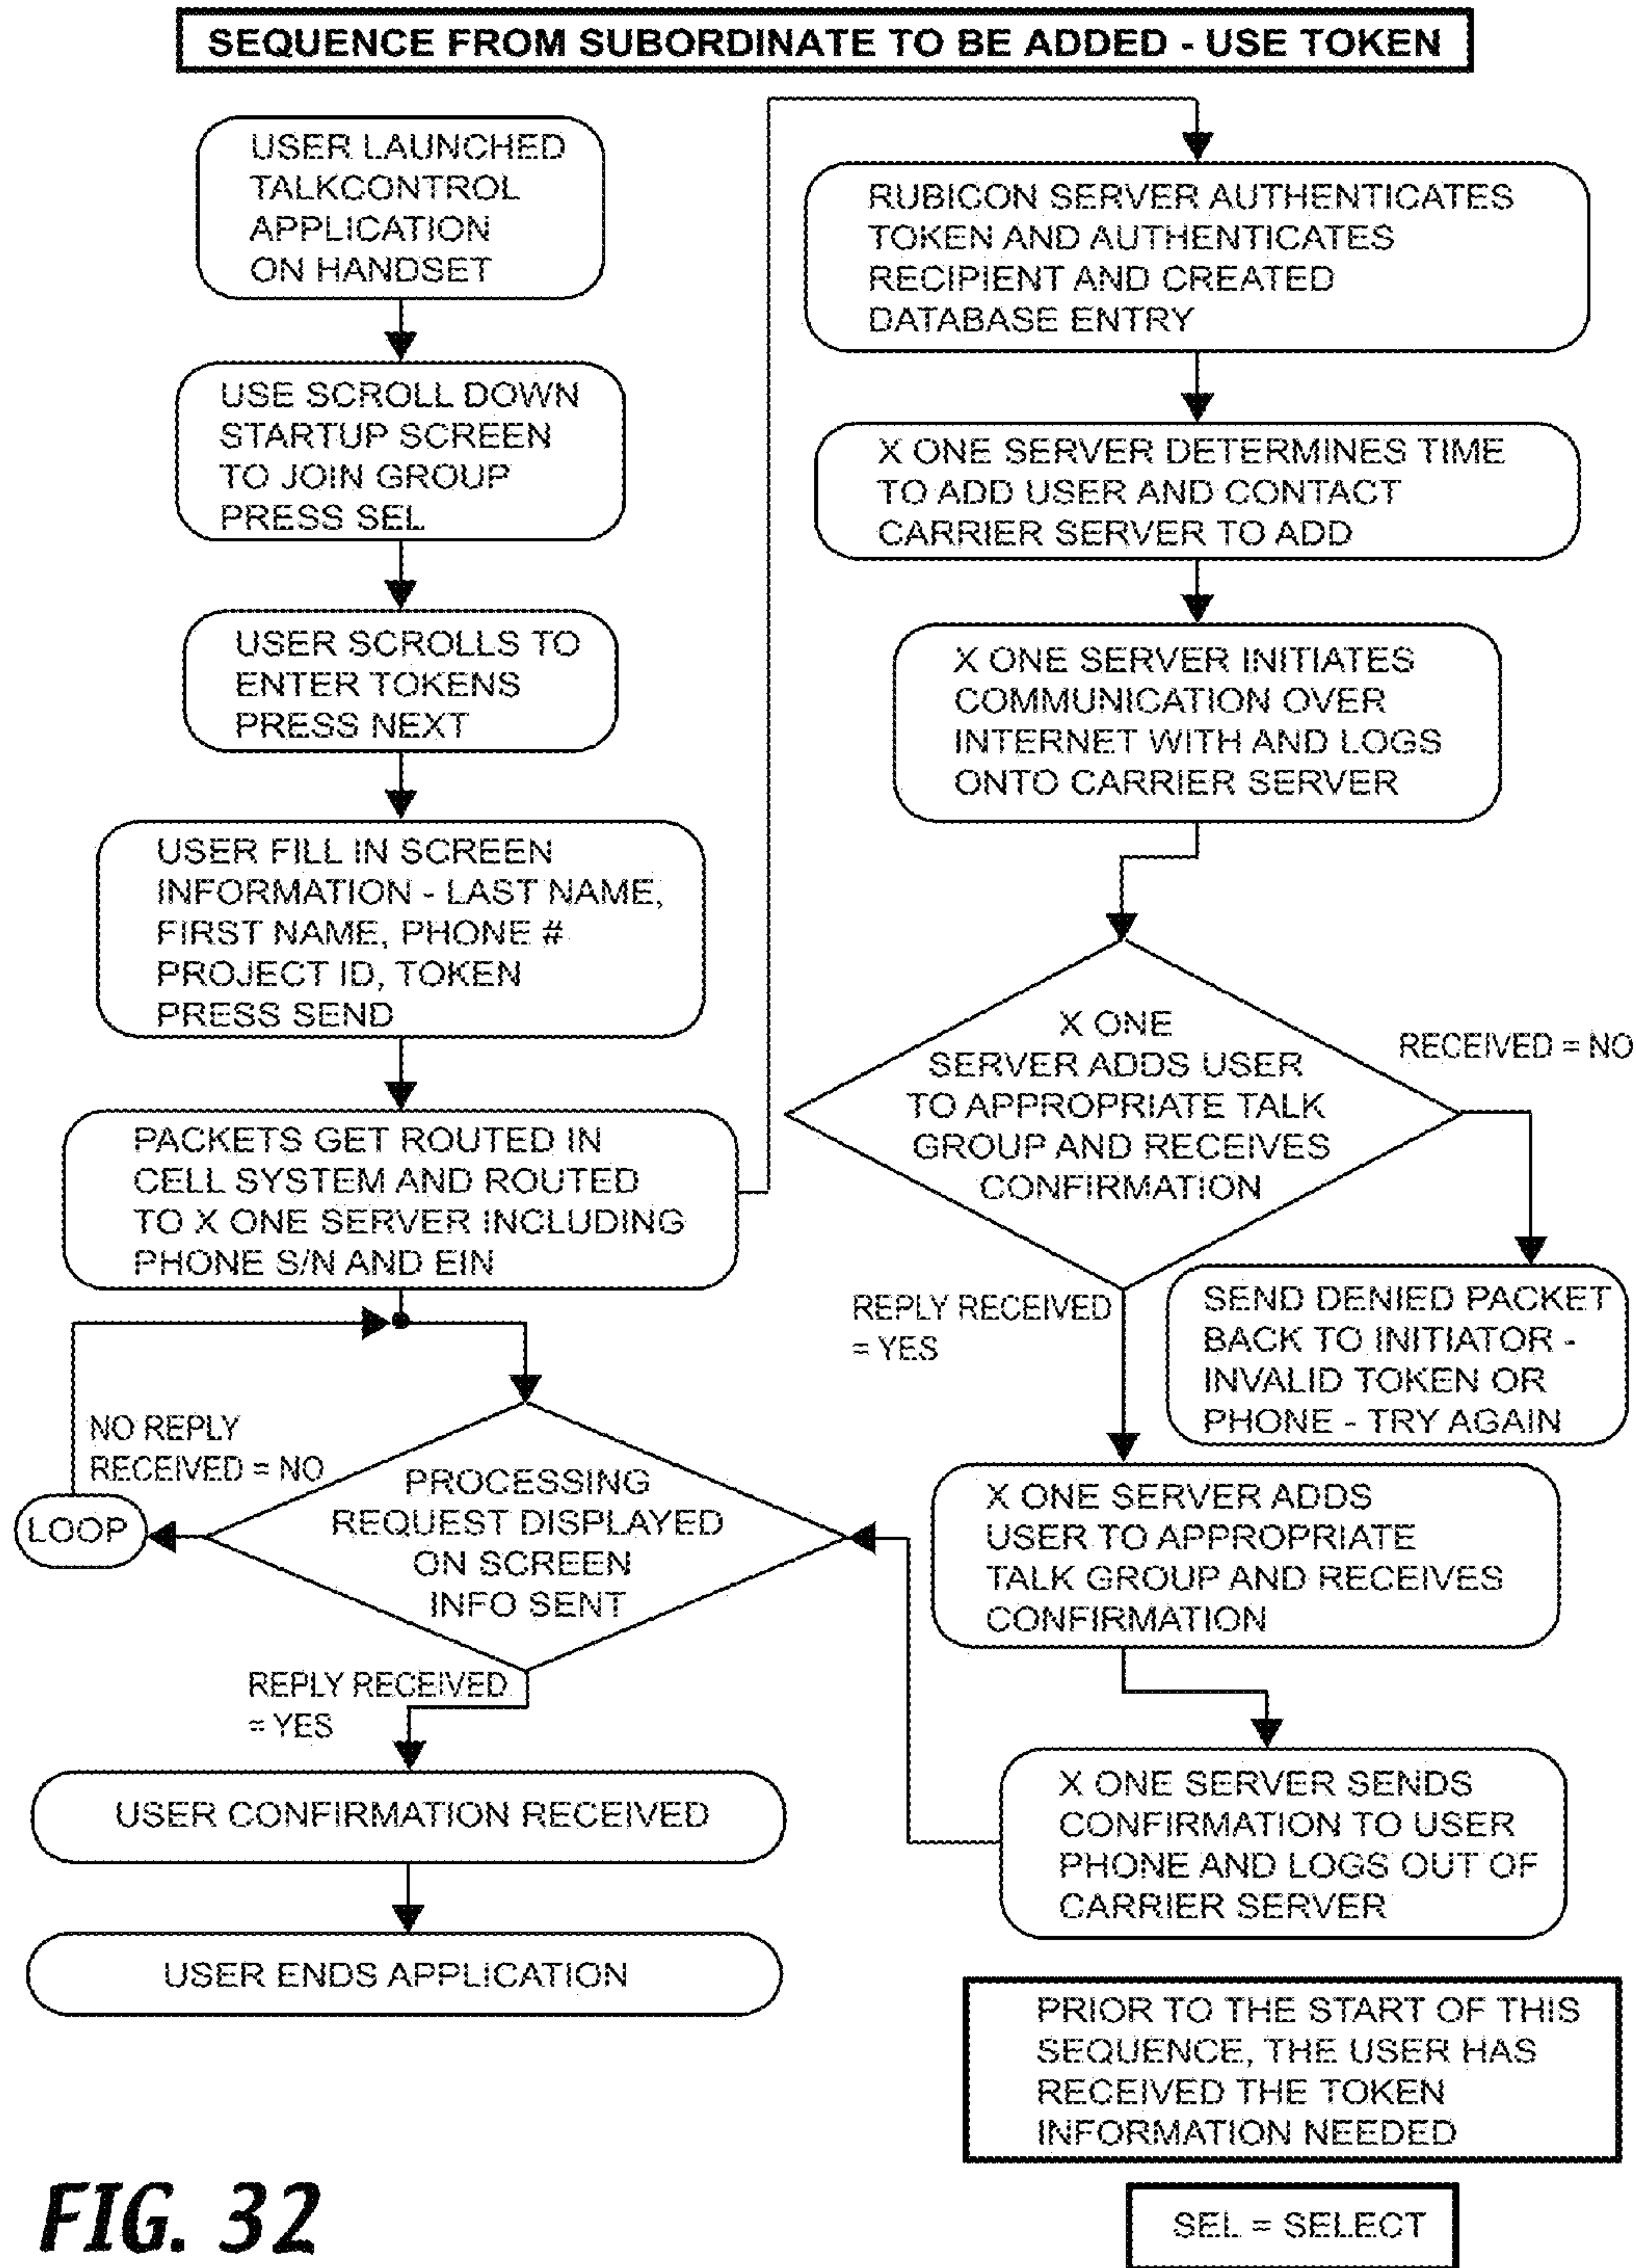 SEQUENCE FROM SUBORDINATE TO BE ADDED - USE TOKEN
USER LAUNCHED
TALKCONTROL
APPLICATION
ON HANDSET
USE SCROLL DOWN
STARTUP SCREEN
TO JOIN GROUP
PRESS SEL
USER SCROLLS TO
ENTER TOKENS
PRESS NEXT
USER FILL IN SCREEN
INFORMATION - LAST NAME,
FIRST NAME, PHONE #
PROJECT ID, TOKEN
PRESS SEND
PACKETS GET ROUTED IN
CELL SYSTEM AND ROUTED
TO X ONE SERVER INCLUDING
PHONE S/N AND EIN
NO REPLY
RECEIVED = NO
LOOP
PROCESSING
REQUEST DISPLAYED
ON SCREEN
INFO SENT
REPLY RECEIVED
= YES
USER CONFIRMATION RECEIVED
USER ENDS APPLICATION
RUBICON SERVER AUTHENTICATES
TOKEN AND AUTHENTICATES
RECIPIENT AND CREATED
DATABASE ENTRY
X ONE SERVER DETERMINES TIME
TO ADD USER AND CONTACT
CARRIER SERVER TO ADD
X ONE SERVER INITIATES
COMMUNICATION OVER
INTERNET WITH AND LOGS
ONTO CARRIER SERVER
X ONE
SERVER ADDS USER
TO APPROPRIATE TALK
GROUP AND RECEIVES
CONFIRMATION
RECEIVED = NO
SEND DENIED PACKET
BACK TO INITIATOR -
INVALID TOKEN OR
PHONE - TRY AGAIN
REPLY RECEIVED
= YES
X ONE SERVER ADDS
USER TO APPROPRIATE
TALK GROUP AND RECEIVES
CONFIRMATION
X ONE SERVER SENDS
CONFIRMATION TO USER
PHONE AND LOGS OUT OF
CARRIER SERVER
PRIOR TO THE START OF THIS
SEQUENCE, THE USER HAS
RECEIVED THE TOKEN
INFORMATION NEEDED
SEL = SELECT
FIG. 32